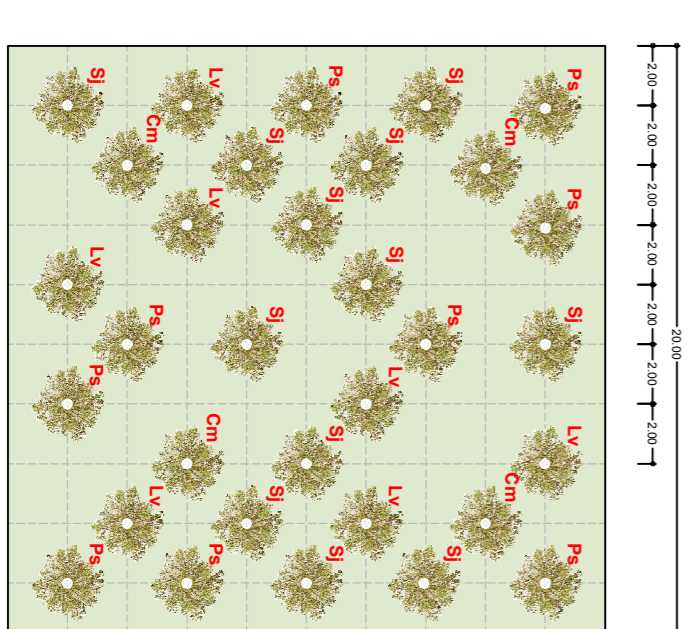 Sj Lv Ps Sj Ps
Cm Sj Sj Cm
Lv Sj Ps
Lv Sj
Ps Sj Ps Sj
Ps Lv
Cm Sj Lv
Lv Sj Lv Cm
Ps Ps Sj Sj Ps
2.00
2.00
2.00
2.00
2.00
2.00
2.00
20.00